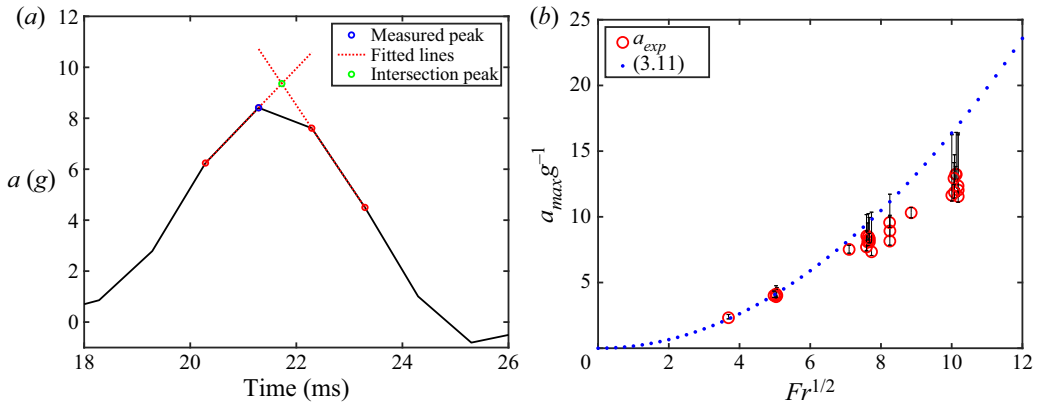 (a)
12
10
8
6
4
2
0
a (g)
18
20
22
24
26
Time (ms)
Measured peak
Fitted lines
Intersection peak
(b)
25
20
15
10
5
0
a_max g^−1
0
2
4
6
8
10
12
Fr^1/2
a_exp
(3.11)